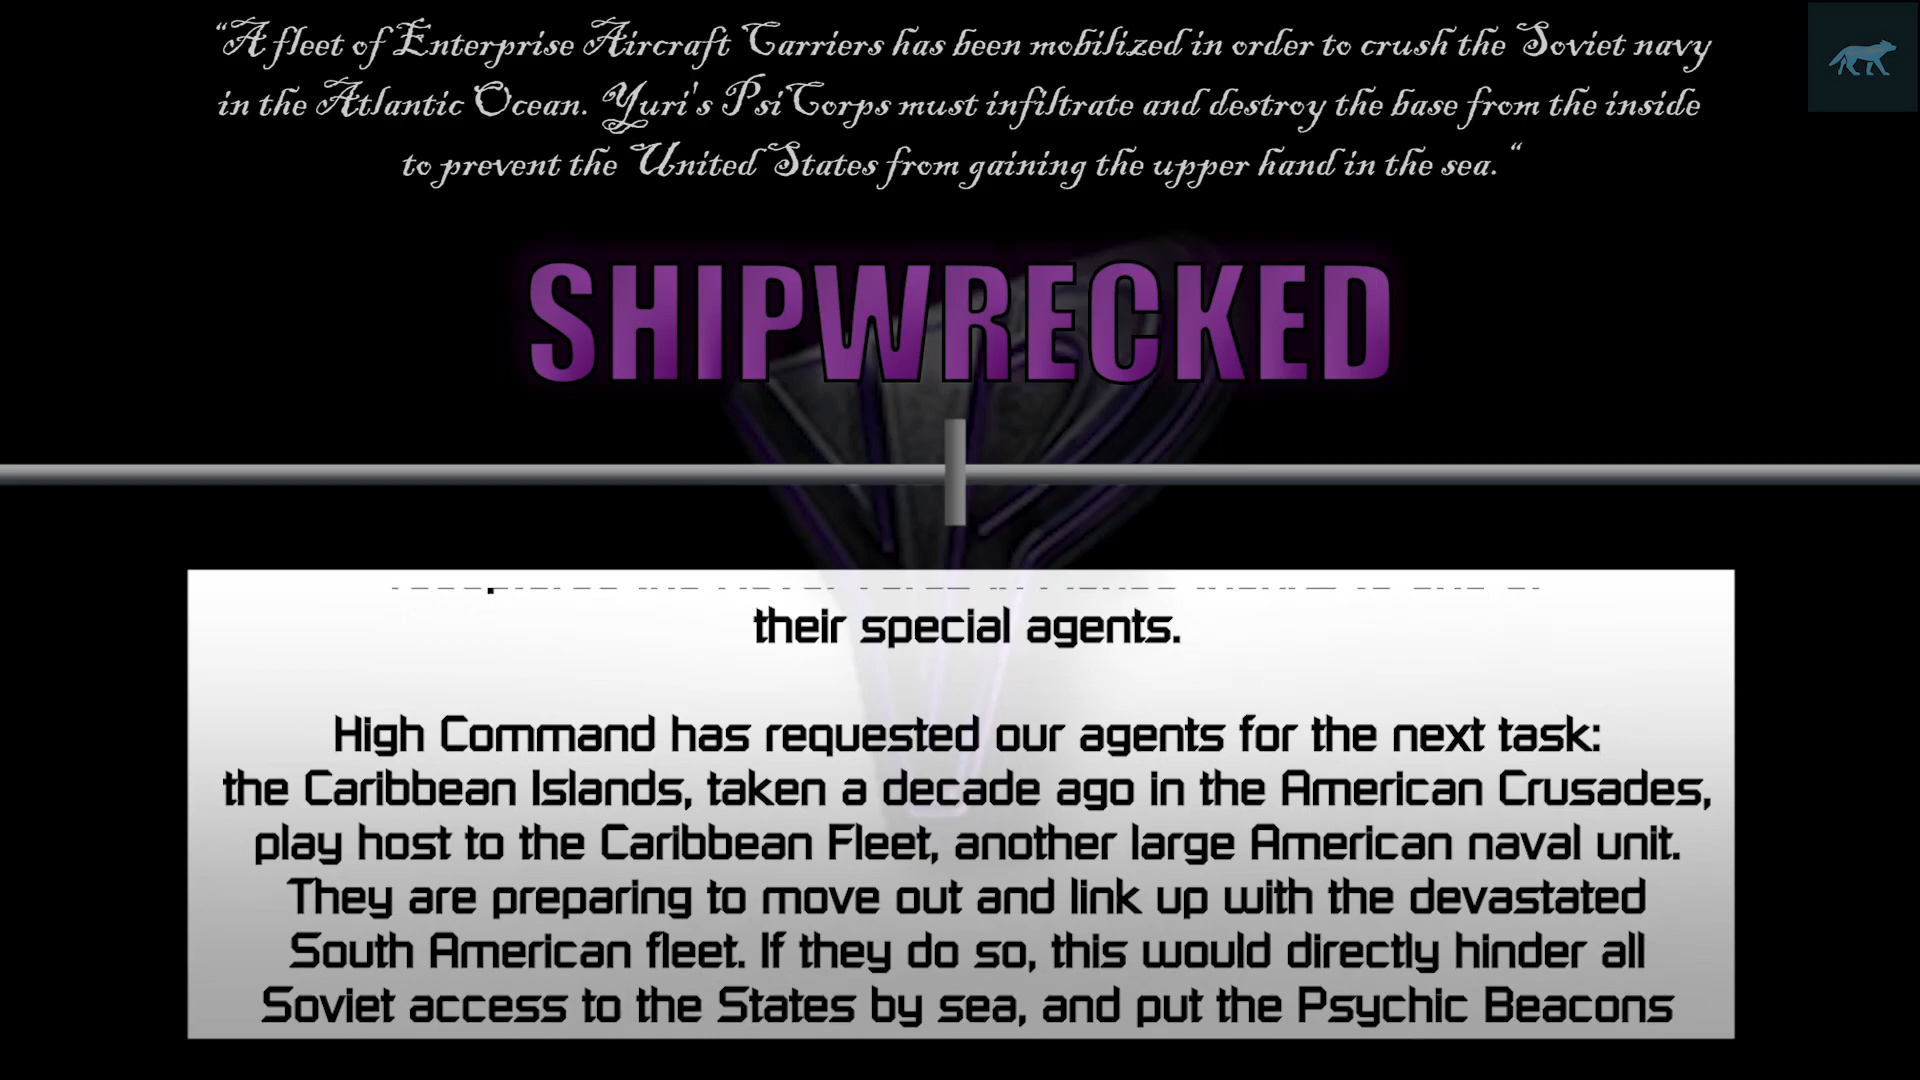 “A fleet of Enterprise Aircraft Carriers has been mobilized in order to crush the Soviet navy
in the Atlantic Ocean. Yuri's PsiCorps must infiltrate and destroy the base from the inside
to prevent the United States from gaining the upper hand in the sea. “
SHIPWRECKED
their special agents.
High Command has requested our agents for the next task:
the Caribbean Islands, taken a decade ago in the American Crusades,
play host to the Caribbean Fleet, another large American naval unit.
They are preparing to move out and link up with the devastated
South American fleet. If they do so, this would directly hinder all
Soviet access to the States by sea, and put the Psychic Beacons